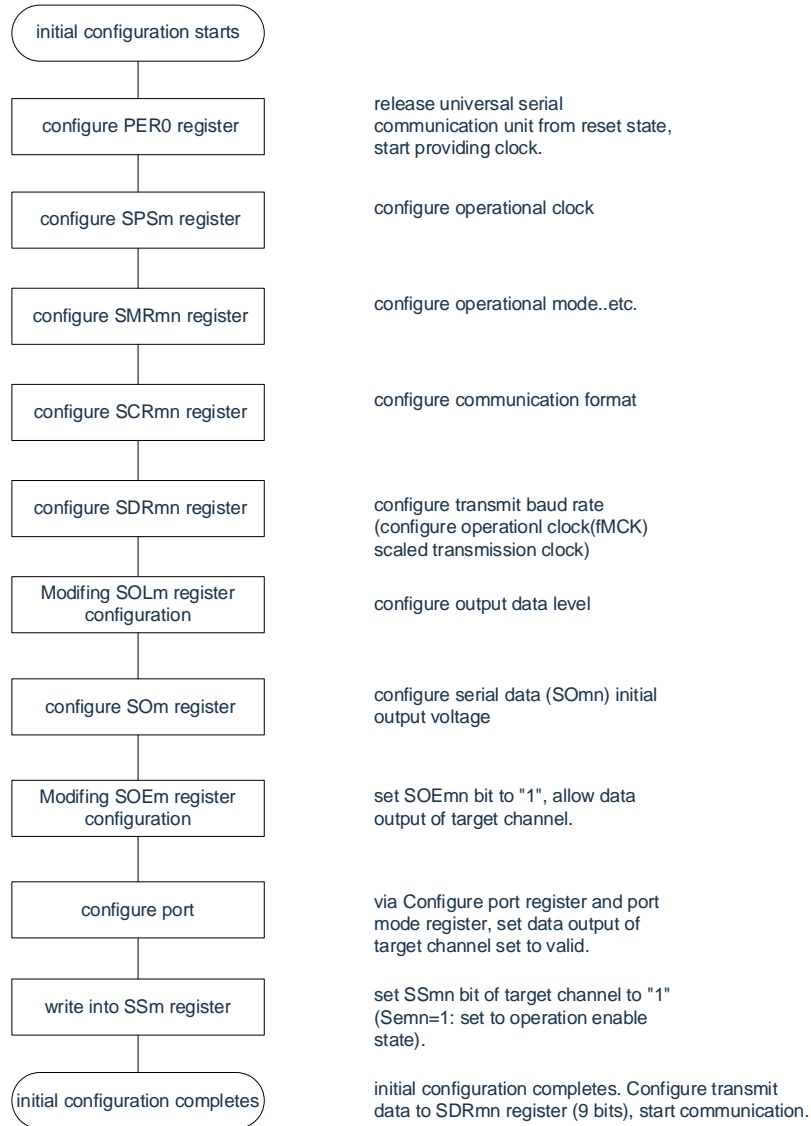 initial configuration starts
configure PER0 register
release universal serial
communication unit from reset state,
start providing clock.
configure SPSm register
configure operational clock
configure SMRmn register
configure operational mode..etc.
configure SCRmn register
configure communication format
configure SDRmn register
configure transmit baud rate
(configure operationl clock(fMCK)
scaled transmission clock)
Modifing SOLm register
configuration
configure output data level
configure SOm register
configure serial data (SOmn) initial
output voltage
Modifing SOEm register
configuration
set SOEmn bit to "1", allow data
output of target channel.
configure port
via Configure port register and port
mode register, set data output of
target channel set to valid.
write into SSm register
set SSmn bit of target channel to "1"
(Semn=1: set to operation enable
state).
initial configuration completes
initial configuration completes. Configure transmit
data to SDRmn register (9 bits), start communication.